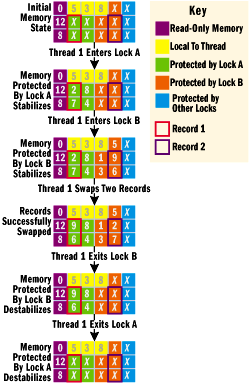 Initial
Memory
State
0 5 3 8 X X
12 X X X X X
8 X X X X X
Thread 1 Enters Lock A
Memory
Protected
By Lock A
Stabilizes
0 5 3 8 X X
12 2 8 X X X
8 7 4 X X X
Thread 1 Enters Lock B
Memory
Protected
By Lock B
Stabilizes
0 5 3 8 5 X
12 2 8 1 9 X
8 7 4 3 6 X
Thread 1 Swaps Two Records
Records
Successfully
Swapped
0 5 3 8 5 X
12 9 8 1 2 X
8 6 4 3 7 X
Thread 1 Exits Lock B
Memory
Protected
By Lock B
Destabilizes
0 5 3 8 X X
12 9 8 X X X
8 6 4 X X X
Thread 1 Exits Lock A
Memory
Protected
By Lock A
Destabilizes
0 5 3 8 X X
12 X X X X X
8 X X X X X
Key
Read-Only Memory
Local To Thread
Protected by Lock A
Protected by Lock B
Protected by
Other Locks
Record 1
Record 2